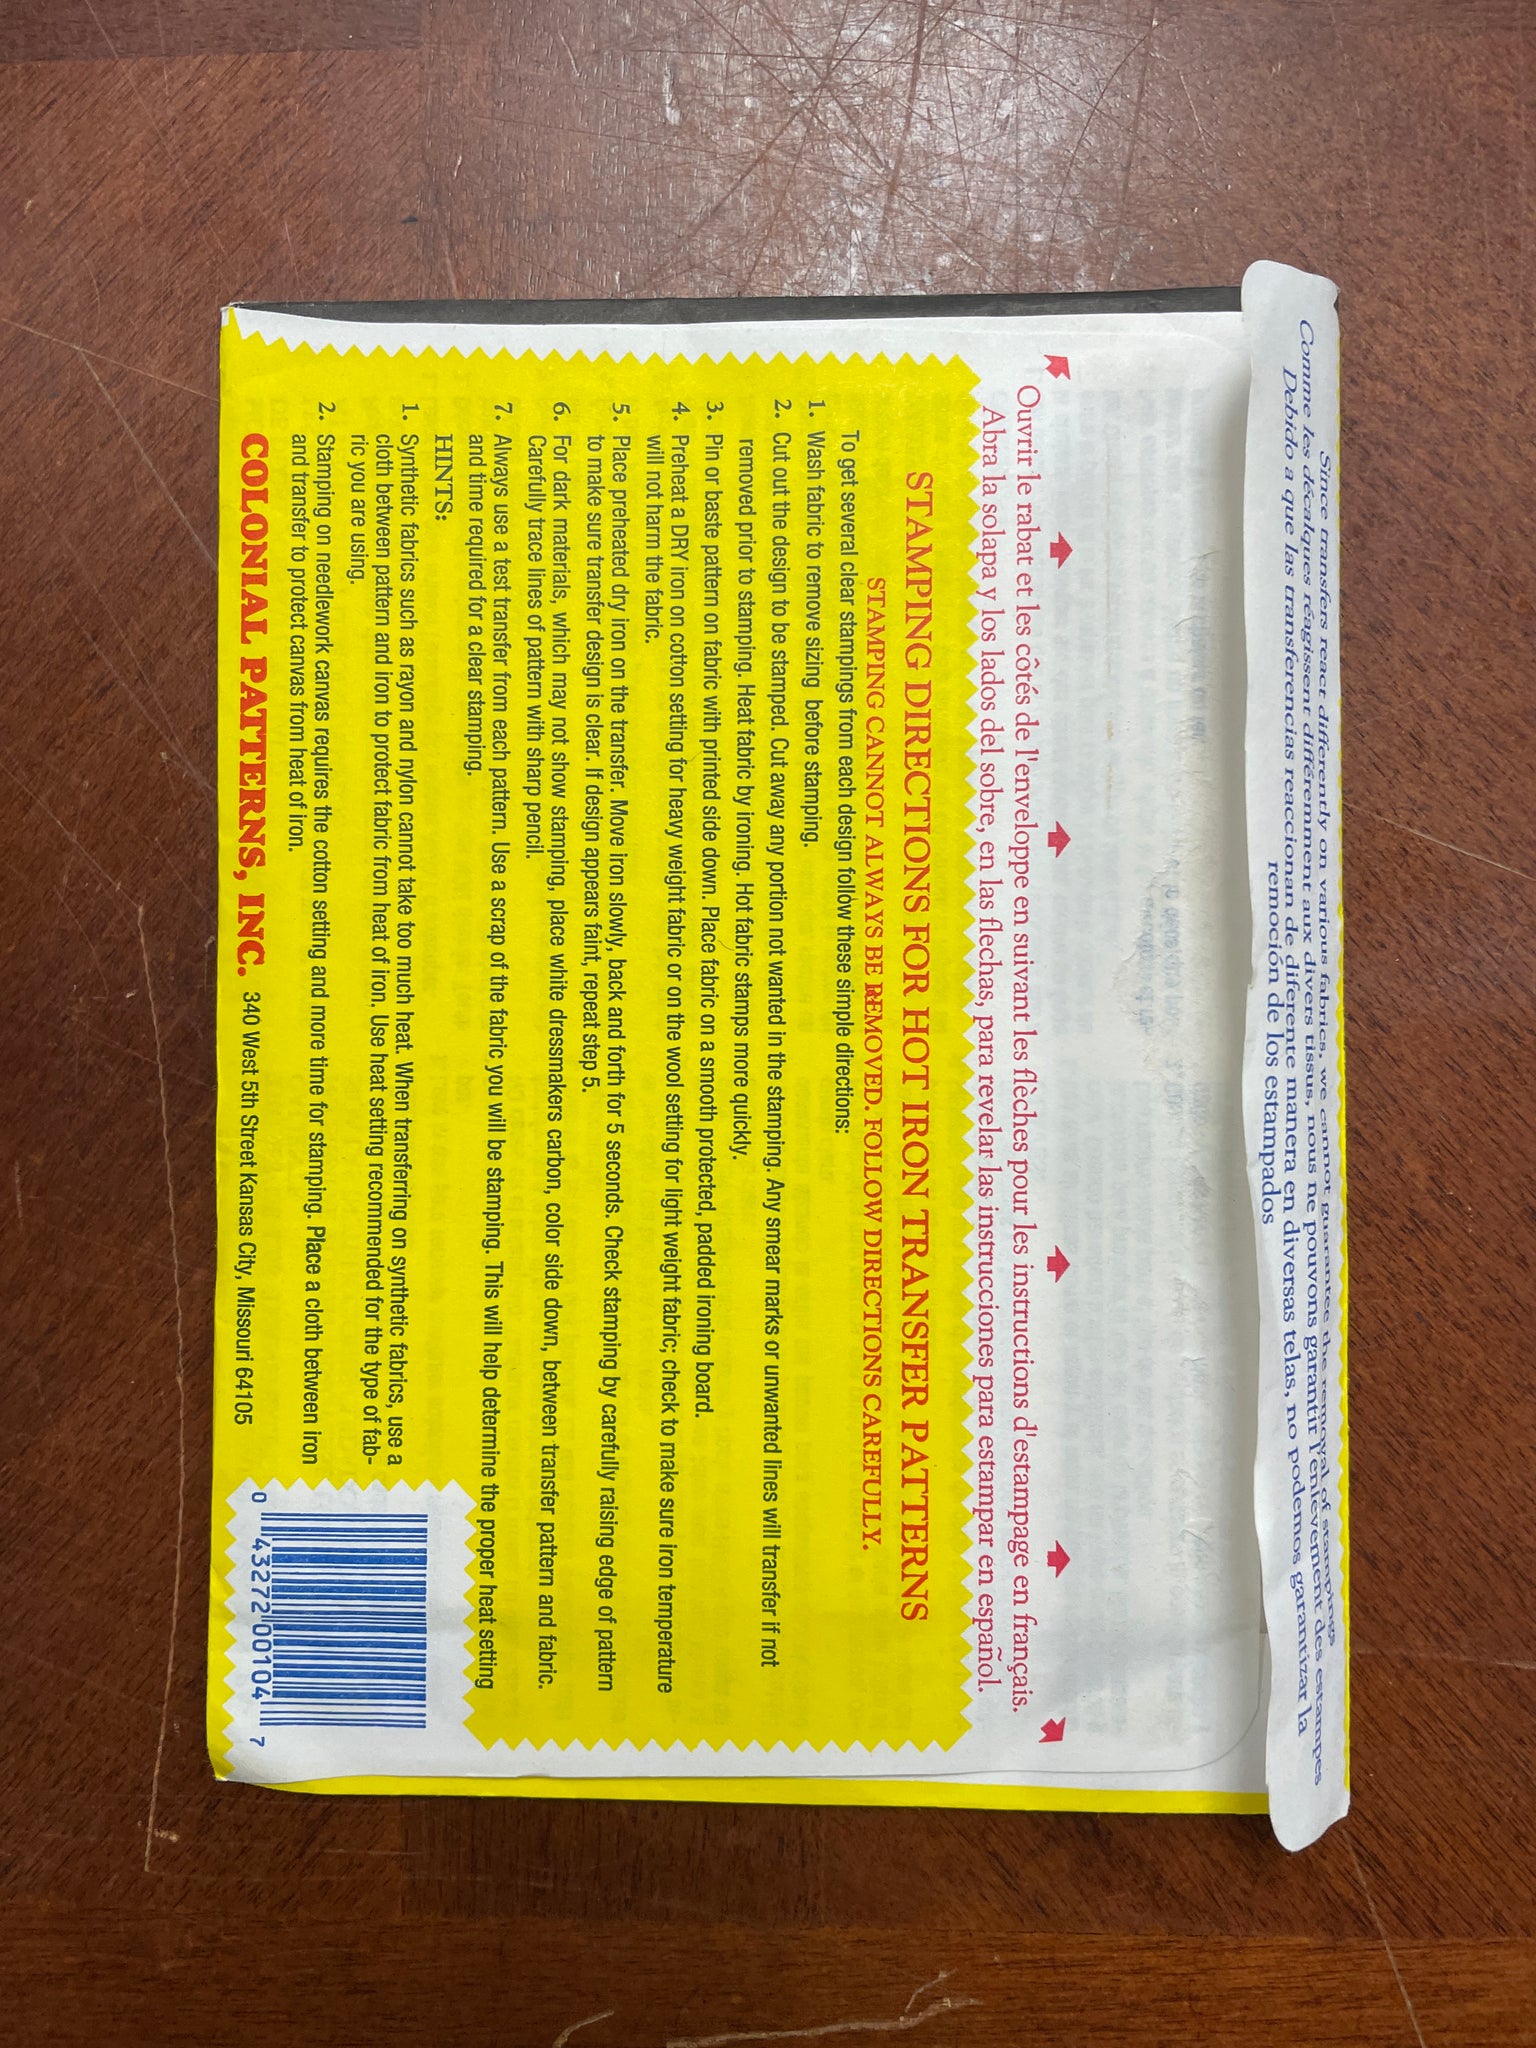 Since transfers react differently on various fabrics, we cannot guarantee the removal of stampings
Comme les décalques réagissent différemment aux divers tissus, nous ne pouvons garantir l'enlèvement des estampes
Debido a que las transferencias reaccionan de diferente manera en diversas telas, no podemos garantizar la
remoción de los estampados
Ouvrir le rabat et les côtés de l'enveloppe en suivant les flèches pour les instructions d'estampage en français.
Abra la solapa y los lados del sobre, en las flechas, para revelar las instrucciones para estampar en español.
STAMPING DIRECTIONS FOR HOT IRON TRANSFER PATTERNS
STAMPING CANNOT ALWAYS BE REMOVED. FOLLOW DIRECTIONS CAREFULLY.
To get several clear stampings from each design follow these simple directions:
1. Wash fabric to remove sizing before stamping.
2. Cut out the design to be stamped. Cut away any portion not wanted in the stamping. Any smear marks or unwanted lines will transfer if not
removed prior to stamping. Heat fabric by ironing. Hot fabric stamps more quickly.
3. Pin or baste pattern on fabric with printed side down. Place fabric on a smooth protected, padded ironing board.
4. Preheat a DRY iron on cotton setting for heavy weight fabric or on the wool setting for light weight fabric; check to make sure iron temperature
will not harm the fabric.
5. Place preheated dry iron on the transfer. Move iron slowly, back and forth for 5 seconds. Check stamping by carefully raising edge of pattern
to make sure transfer design is clear. If design appears faint, repeat step 5.
6. For dark materials, which may not show stamping, place white dressmakers carbon, color side down, between transfer pattern and fabric.
Carefully trace lines of pattern with sharp pencil.
7. Always use a test transfer from each pattern. Use a scrap of the fabric you will be stamping. This will help determine the proper heat setting
and time required for a clear stamping.
HINTS:
1. Synthetic fabrics such as rayon and nylon cannot take too much heat. When transferring on synthetic fabrics, use a
cloth between pattern and iron to protect fabric from heat of iron. Use heat setting recommended for the type of fab-
ric you are using.
2. Stamping on needlework canvas requires the cotton setting and more time for stamping. Place a cloth between iron
and transfer to protect canvas from heat of iron.
COLONIAL PATTERNS, INC. 340 West 5th Street Kansas City, Missouri 64105
0 43272 00104 7